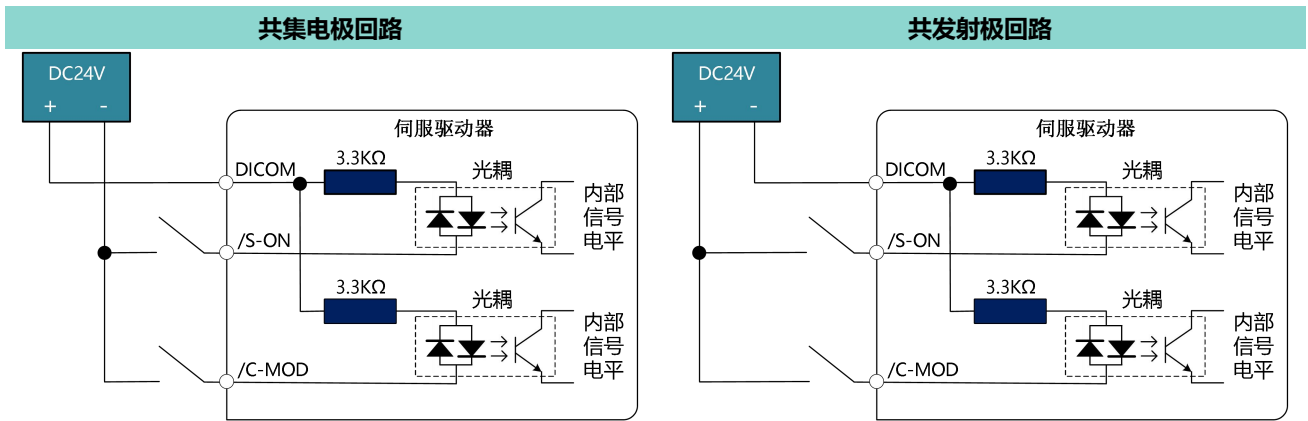 共集电极回路
DC24V
+ -
伺服驱动器
DICOM
3.3KΩ
光耦
内部
信号
电平
/S-ON
3.3KΩ
光耦
内部
信号
电平
/C-MOD
共发射极回路
DC24V
+ -
伺服驱动器
DICOM
3.3KΩ
光耦
内部
信号
电平
/S-ON
3.3KΩ
光耦
内部
信号
电平
/C-MOD